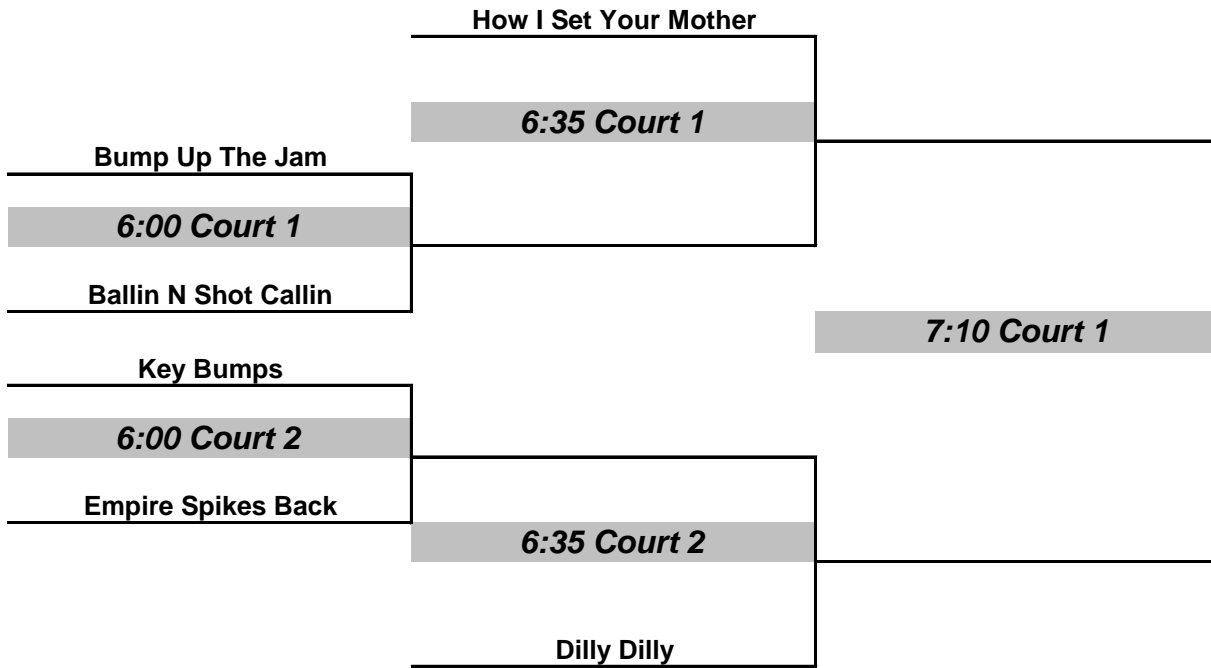 How I Set Your Mother
6:35 Court 1
Bump Up The Jam
6:00 Court 1
Ballin N Shot Callin
7:10 Court 1
Key Bumps
6:00 Court 2
Empire Spikes Back
6:35 Court 2
Dilly Dilly